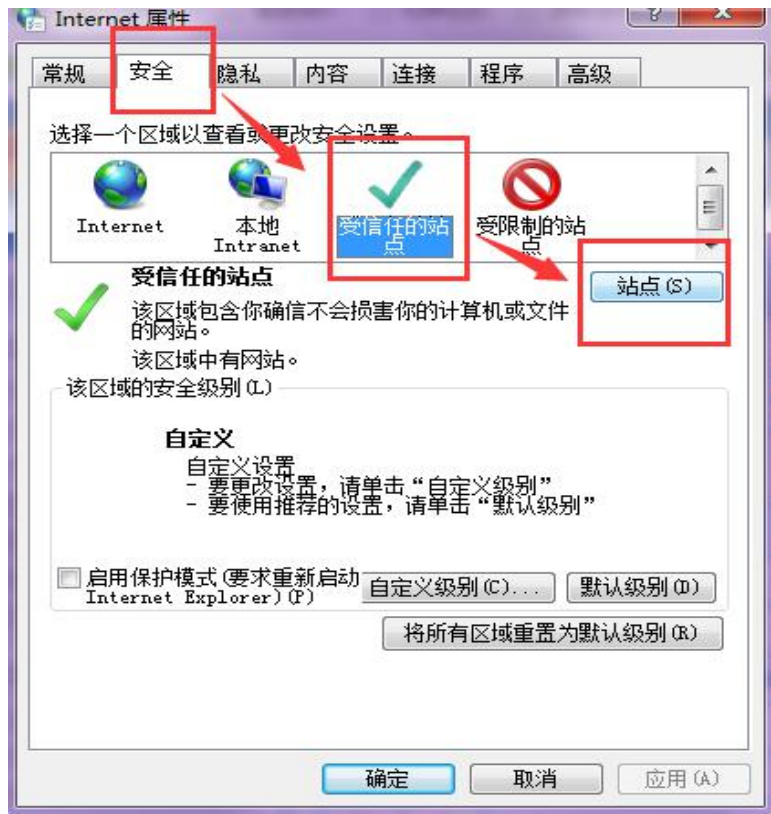 Internet 属性
常规 安全 隐私 内容 连接 程序 高级
选择一个区域以查看或更改安全设置。
Internet
本地
Intranet
受信任的站
点
受限制的站
点
受信任的站点
站点(S)
该区域包含你确信不会损害你的计算机或文件
的网站。
该区域中有网站。
该区域的安全级别(L)
自定义
自定义设置
- 要更改设置，请单击“自定义级别”
- 要使用推荐的设置，请单击“默认级别”
启用保护模式(要求重新启动
Internet Explorer)(P)
自定义级别(C)... 默认级别(D)
将所有区域重置为默认级别(R)
确定 取消 应用(A)